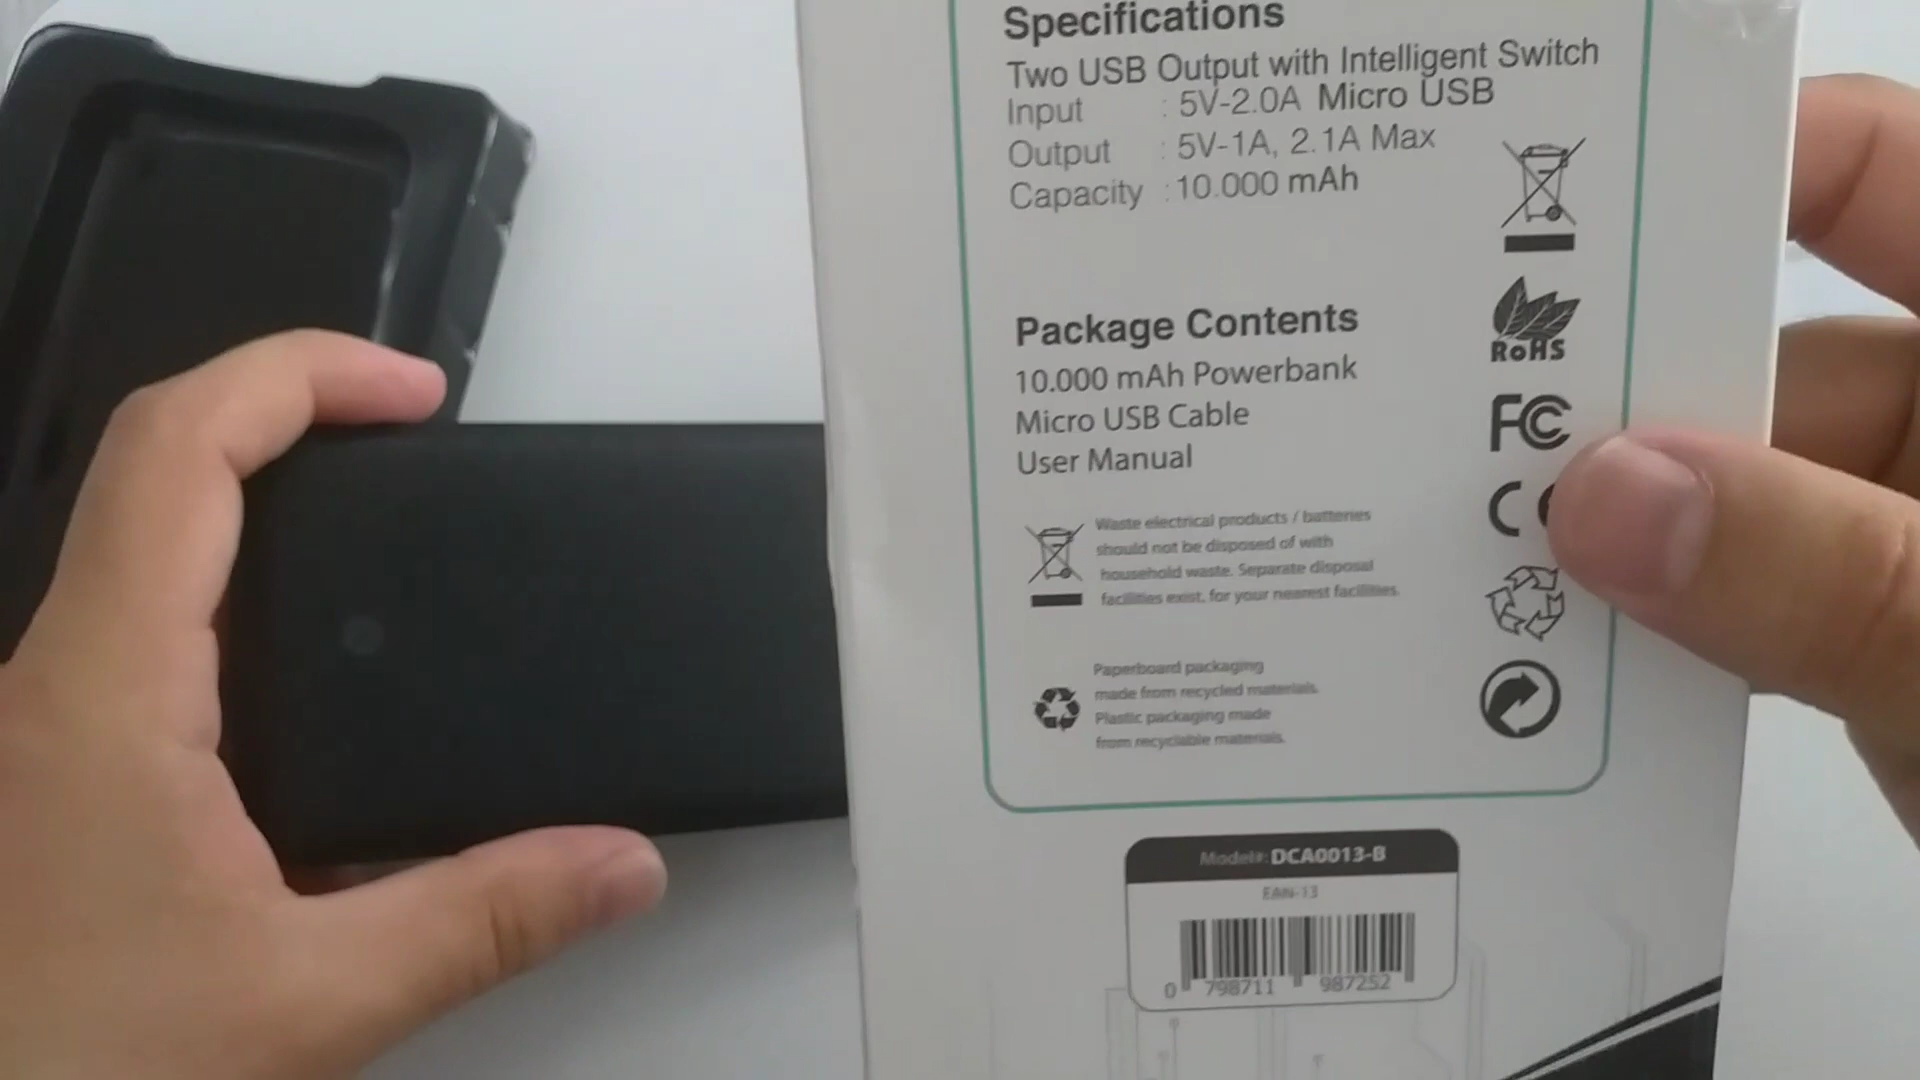 Specifications
Two USB Output with Intelligent Switch
Input : 5V-2.0A Micro USB
Output : 5V-1A, 2.1A Max
Capacity : 10.000 mAh
RoHS
Package Contents
10.000 mAh Powerbank
Micro USB Cable
User Manual
FC
C
Waste electrical products / batteries
should not be disposed of with
household waste. Separate disposal
facilities exist, for your nearest facilities.
Paperboard packaging
made from recycled materials.
Plastic packaging made
from recyclable materials.
Model#: DCA0013-B
EAN-13
0 798711 987252